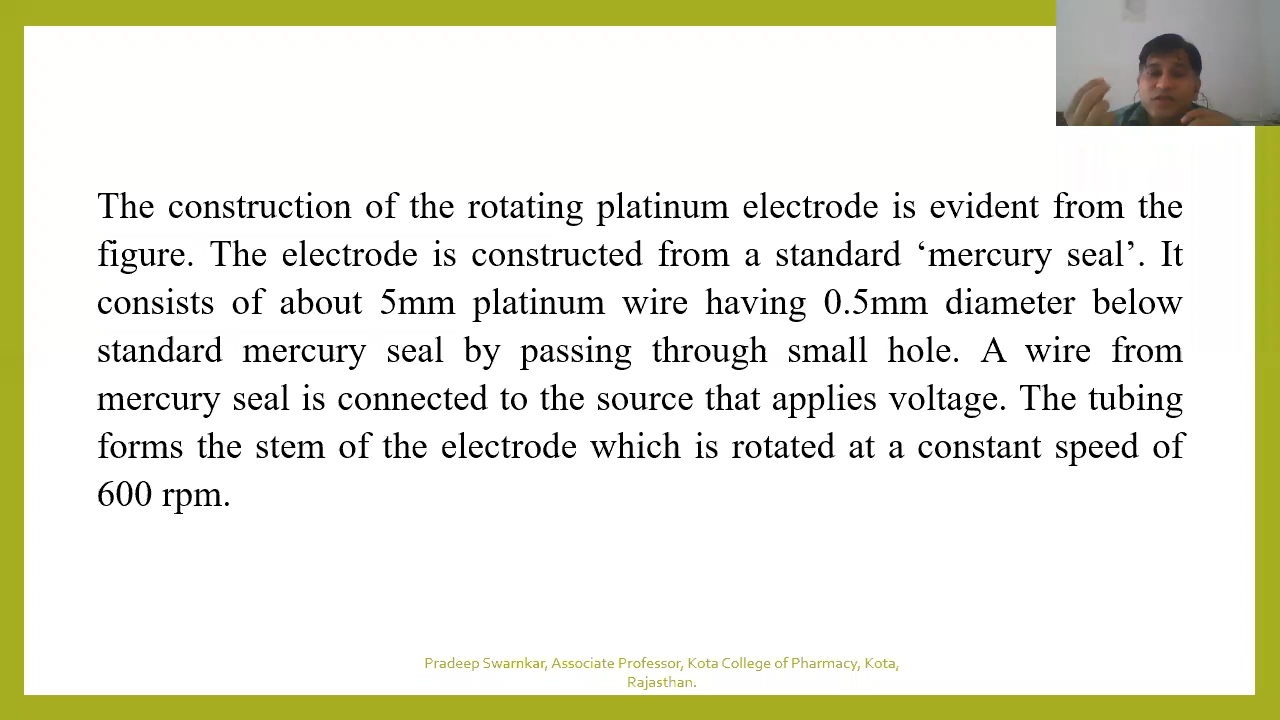 The construction of the rotating platinum electrode is evident from the
figure. The electrode is constructed from a standard ‘mercury seal’. It
consists of about 5mm platinum wire having 0.5mm diameter below
standard mercury seal by passing through small hole. A wire from
mercury seal is connected to the source that applies voltage. The tubing
forms the stem of the electrode which is rotated at a constant speed of
600 rpm.
Pradeep Swarnkar, Associate Professor, Kota College of Pharmacy, Kota,
Rajasthan.